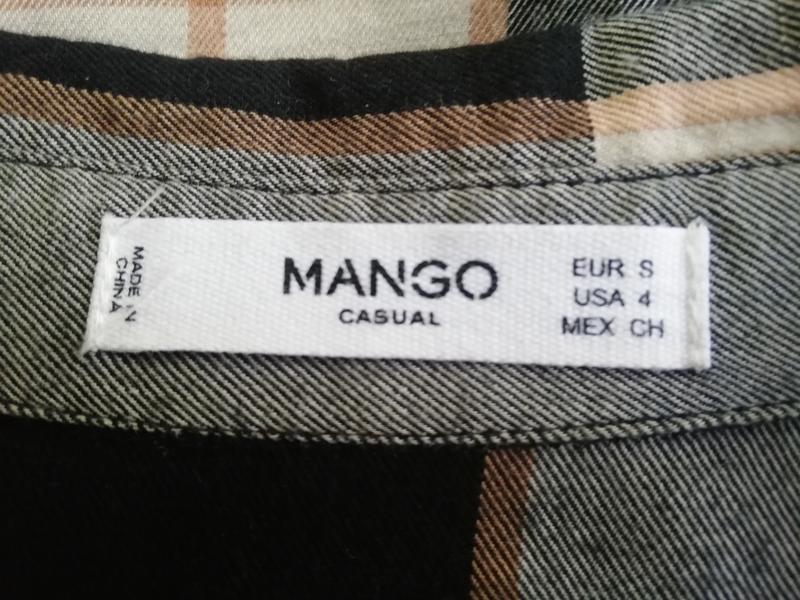 MADE IN
CHINA
MANGO
CASUAL
EUR S
USA 4
MEX CH